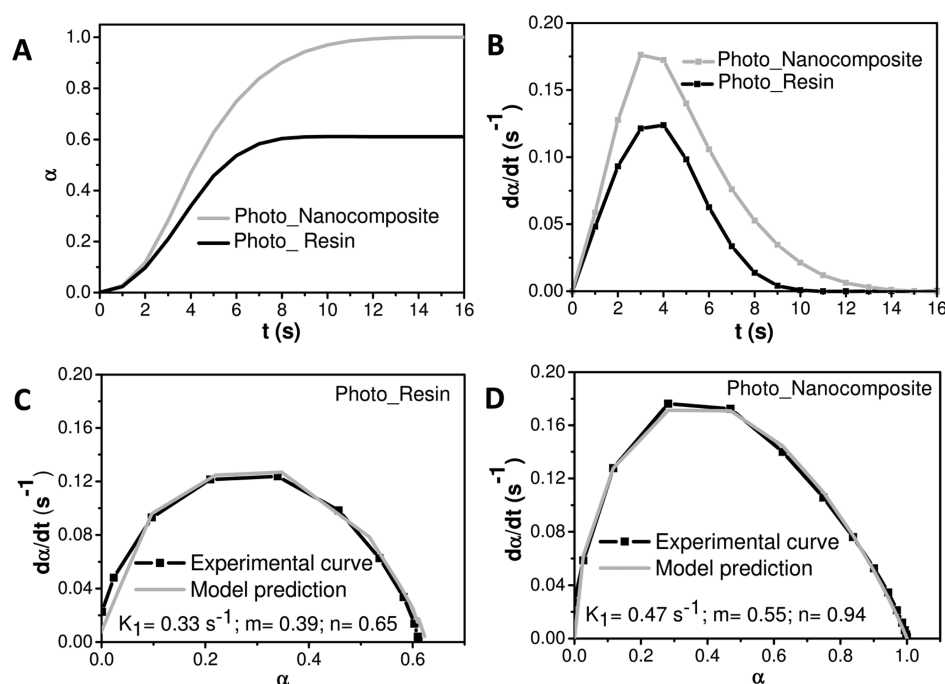 A
1.0
0.8
0.6
0.4
0.2
0.0
α
Photo_Nanocomposite
Photo_ Resin
0 2 4 6 8 10 12 14 16
t (s)
B
0.20
0.15
0.10
0.05
0.00
dα/dt (s⁻¹)
Photo_Nanocomposite
Photo_Resin
0 2 4 6 8 10 12 14 16
t (s)
C
Photo_Resin
0.20
0.16
0.12
0.08
0.04
0.00
dα/dt (s⁻¹)
Experimental curve
Model prediction
K₁= 0.33 s⁻¹; m= 0.39; n= 0.65
0.0 0.2 0.4 0.6
α
D
Photo_Nanocomposite
0.20
0.16
0.12
0.08
0.04
0.00
dα/dt (s⁻¹)
Experimental curve
Model prediction
K₁= 0.47 s⁻¹; m= 0.55; n= 0.94
0.0 0.2 0.4 0.6 0.8 1.0
α